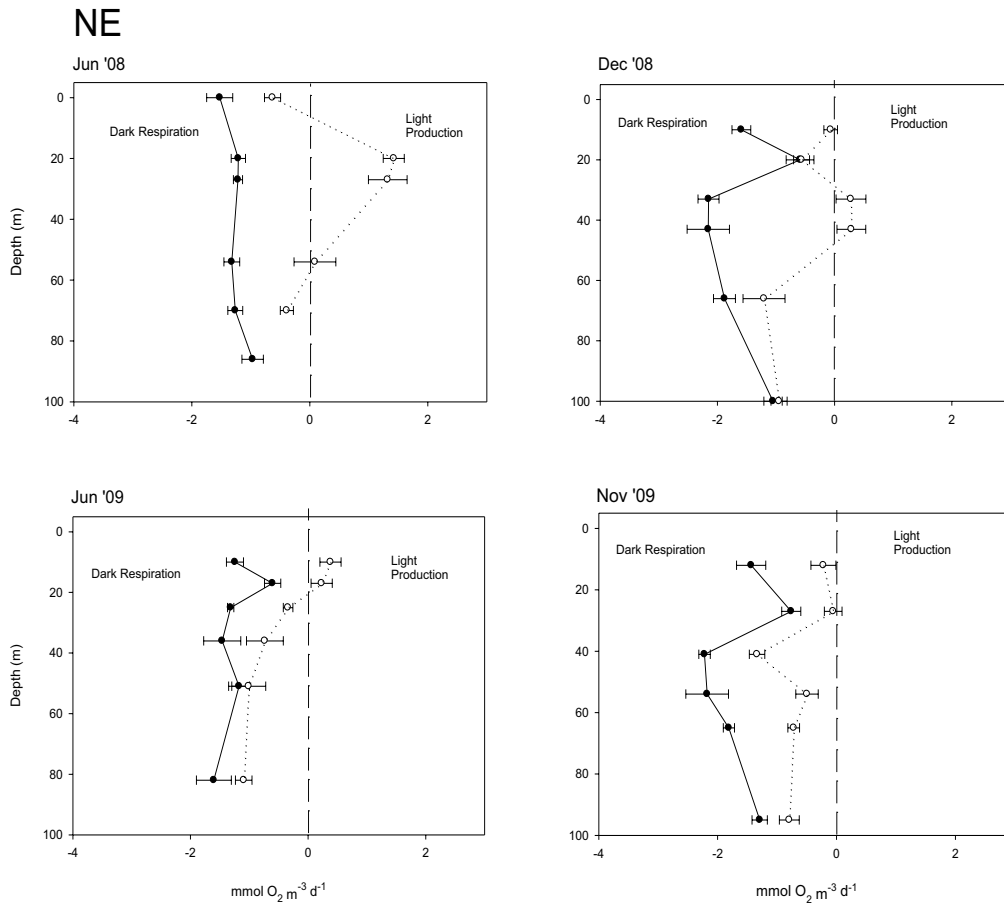 NE
Jun '08
Dec '08
0
20
40
60
80
100
Depth (m)
Dark Respiration
Light
Production
-4
-2
0
2
0
20
40
60
80
100
Dark Respiration
Light
Production
-4
-2
0
2
Jun '09
Nov '09
0
20
40
60
80
100
Depth (m)
Dark Respiration
Light
Production
-4
-2
0
2
mmol O2 m-3 d-1
0
20
40
60
80
100
Dark Respiration
Light
Production
-4
-2
0
2
mmol O2 m-3 d-1